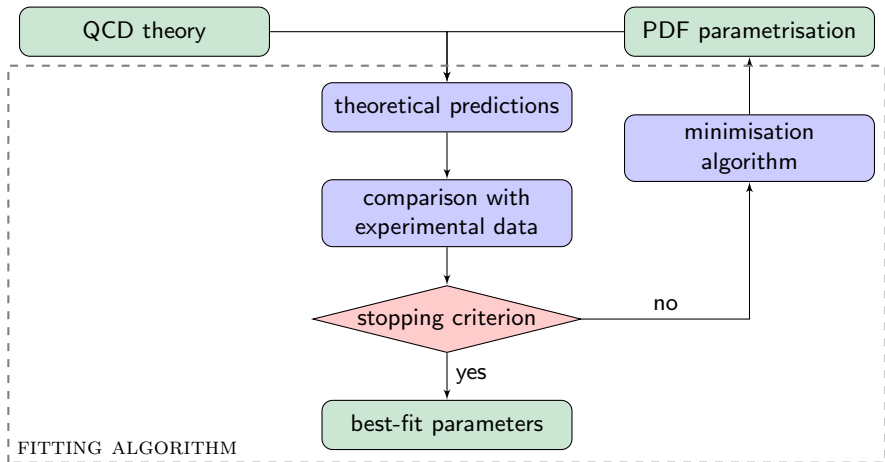 QCD theory
PDF parametrisation
theoretical predictions
minimisation
algorithm
comparison with
experimental data
stopping criterion
no
yes
best-fit parameters
FITTING ALGORITHM